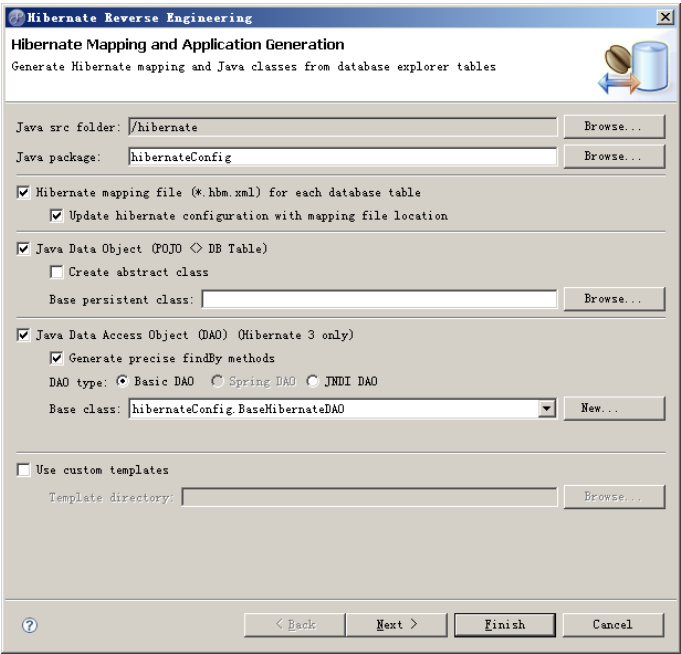 Hibernate Reverse Engineering
Hibernate Mapping and Application Generation
Generate Hibernate mapping and Java classes from database explorer tables
Java src folder: /hibernate Browse...
Java package: hibernateConfig Browse...
Hibernate mapping file (*.hbm.xml) for each database table
Update hibernate configuration with mapping file location
Java Data Object (POJO <> DB Table)
Create abstract class
Base persistent class: Browse...
Java Data Access Object (DAO) (Hibernate 3 only)
Generate precise findBy methods
DAO type: Basic DAO Spring DAO JNDI DAO
Base class: hibernateConfig.BaseHibernateDAO New...
Use custom templates
Template directory: Browse...
? < Back Next > Finish Cancel